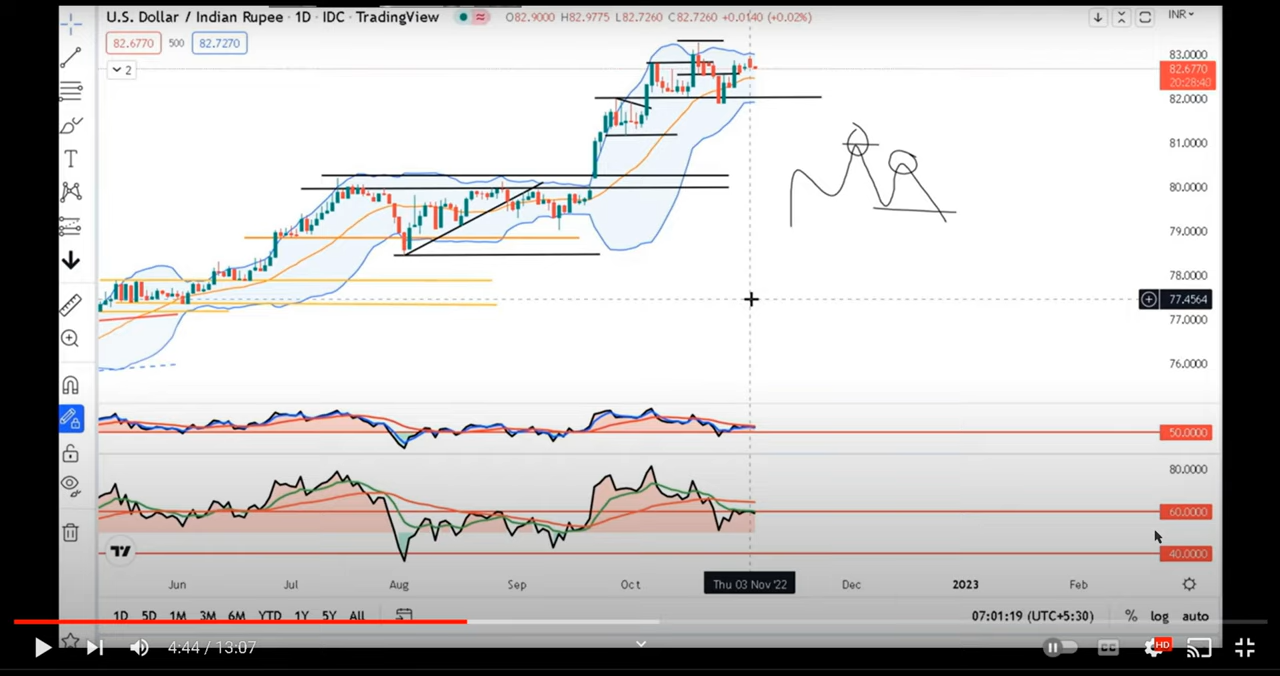 U.S. Dollar / Indian Rupee · 1D · IDC · TradingView
O82.9000 H82.9775 L82.7260 C82.7260 +0.0140 (+0.02%)
INR
82.6770 500 82.7270
2
83.0000
82.6770
20:28:40
82.0000
81.0000
80.0000
79.0000
78.0000
77.4564
77.0000
76.0000
50.0000
80.0000
60.0000
40.0000
Jun Jul Aug Sep Oct Thu 03 Nov '22 Dec 2023 Feb
1D 5D 1M 3M 6M YTD 1Y 5Y All 07:01:19 (UTC+5:30) % log auto
4:44 / 13:07 CC HD